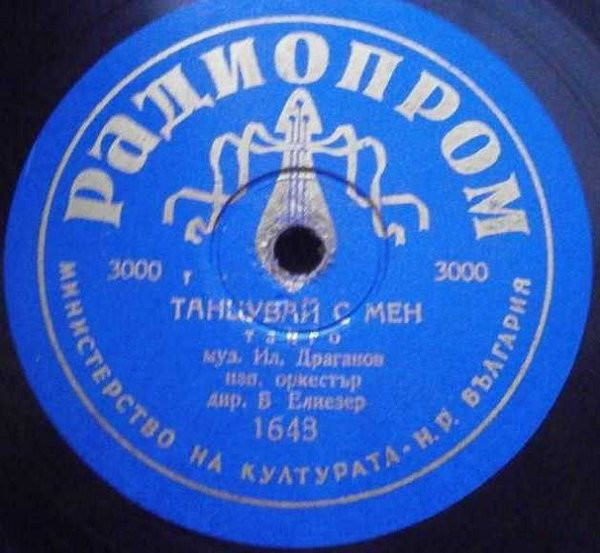 РАДИОПРОМ
3000 т 3000
ТАНЦУВАЙ С МЕН
танго
муз. Ил. Драганов
изп. оркестър
дир. Б Елиезер
1648
МИНИСТЕРСТВО НА КУЛТУРАТА - Н.Р. БЪЛГАРИЯ